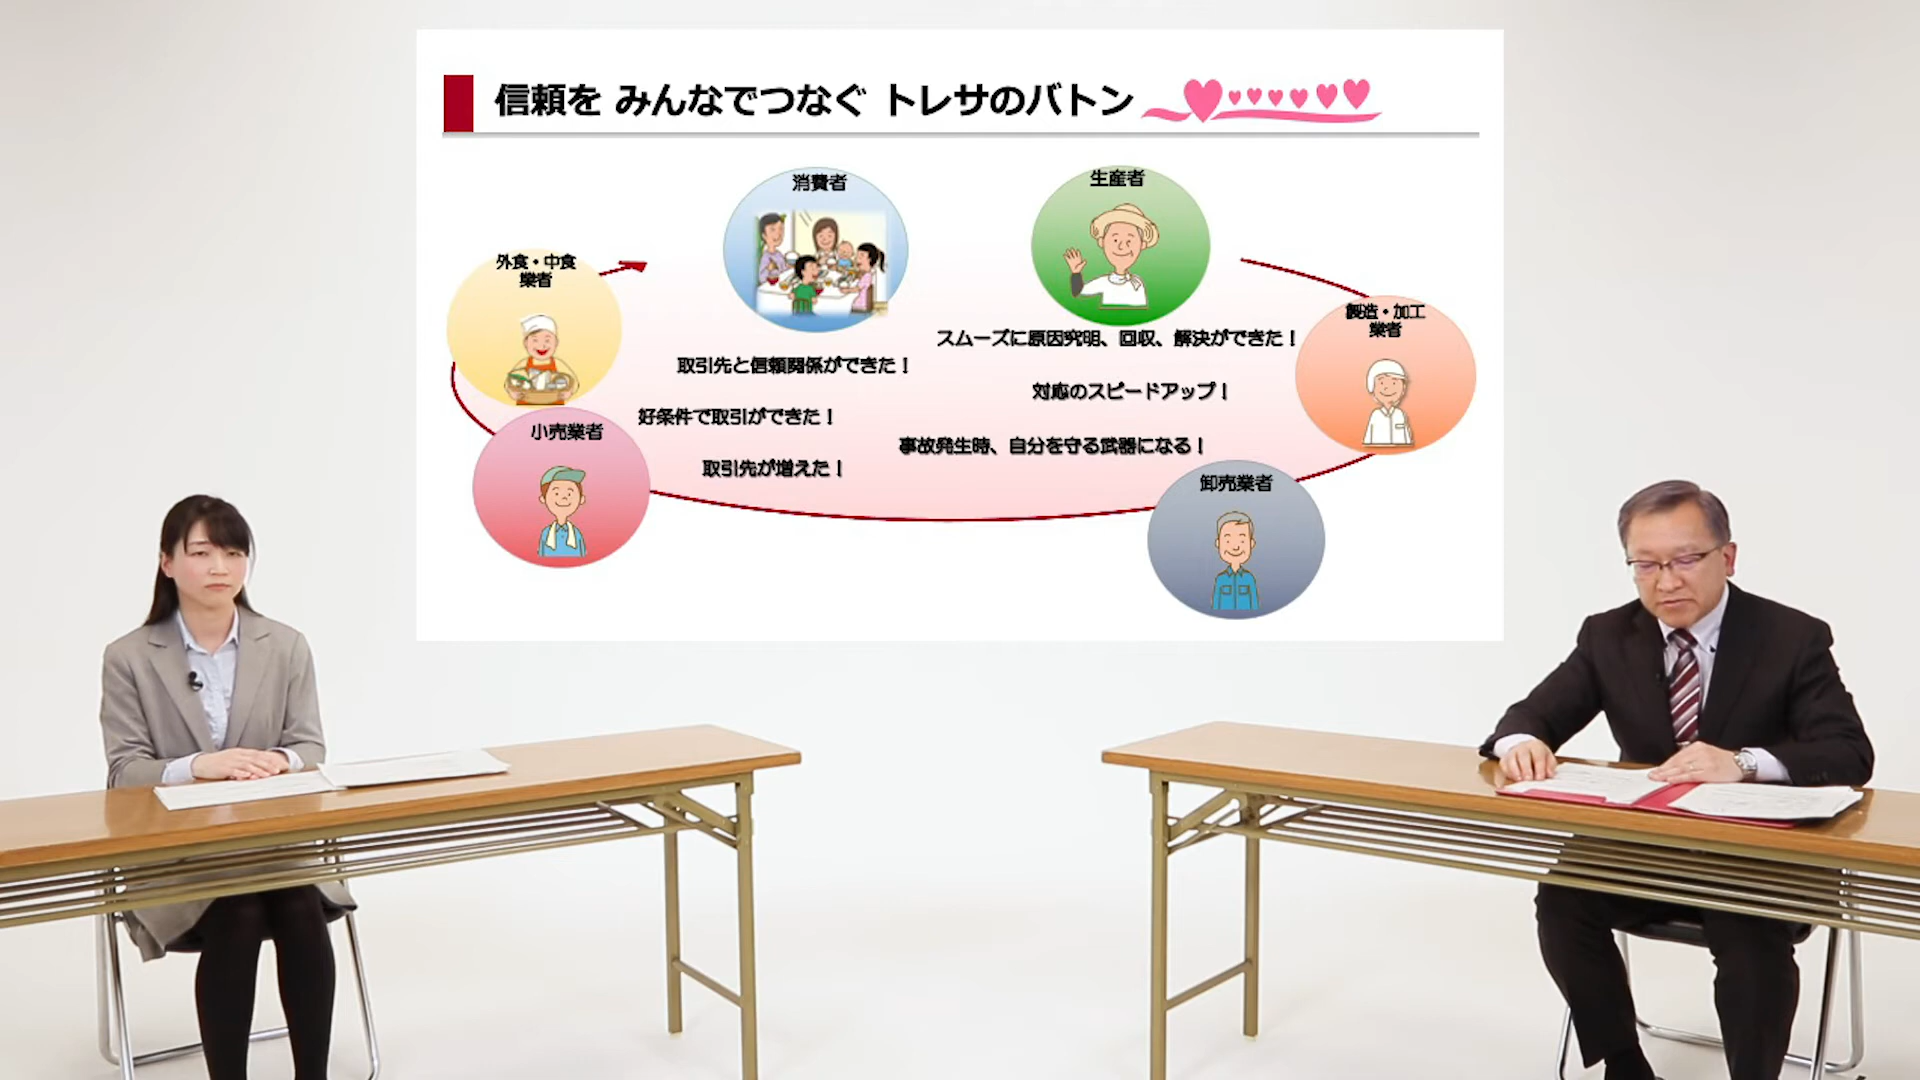 信頼を みんなでつなぐ トレサのバトン
消費者
生産者
外食・中食
業者
製造・加工
業者
スムーズに原因究明、回収、解決ができた！
取引先と信頼関係ができた！
対応のスピードアップ！
好条件で取引ができた！
小売業者
事故発生時、自分を守る武器になる！
取引先が増えた！
卸売業者